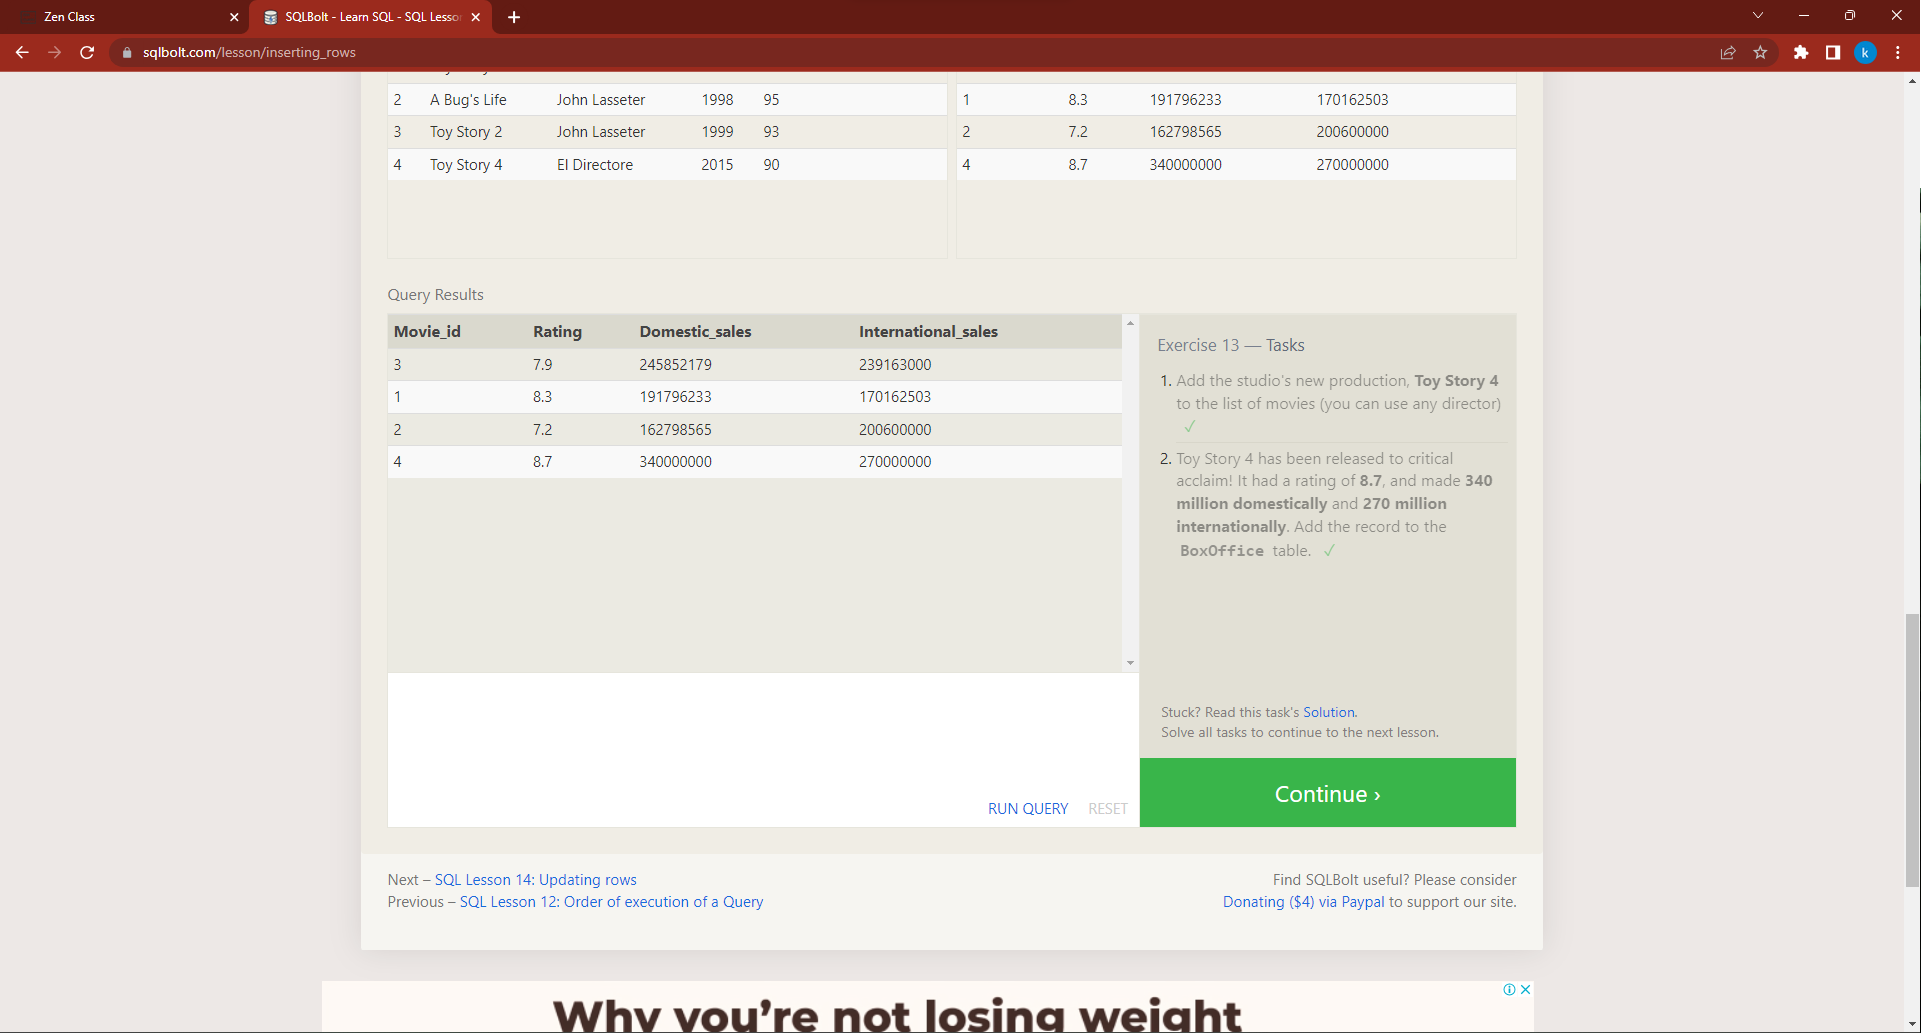 Zen Class
SQLBolt - Learn SQL - SQL Lesso
sqlbolt.com/lesson/inserting_rows
k
2 A Bug's Life John Lasseter 1998 95
3 Toy Story 2 John Lasseter 1999 93
4 Toy Story 4 El Directore 2015 90
1 8.3 191796233 170162503
2 7.2 162798565 200600000
4 8.7 340000000 270000000
Query Results
Movie_id Rating Domestic_sales International_sales
3 7.9 245852179 239163000
1 8.3 191796233 170162503
2 7.2 162798565 200600000
4 8.7 340000000 270000000
RUN QUERY RESET
Exercise 13 — Tasks
1. Add the studio's new production, Toy Story 4
to the list of movies (you can use any director)
✓
2. Toy Story 4 has been released to critical
acclaim! It had a rating of 8.7, and made 340
million domestically and 270 million
internationally. Add the record to the
BoxOffice table. ✓
Stuck? Read this task's Solution.
Solve all tasks to continue to the next lesson.
Continue ›
Next – SQL Lesson 14: Updating rows
Previous – SQL Lesson 12: Order of execution of a Query
Find SQLBolt useful? Please consider
Donating ($4) via Paypal to support our site.
Why you're not losing weight